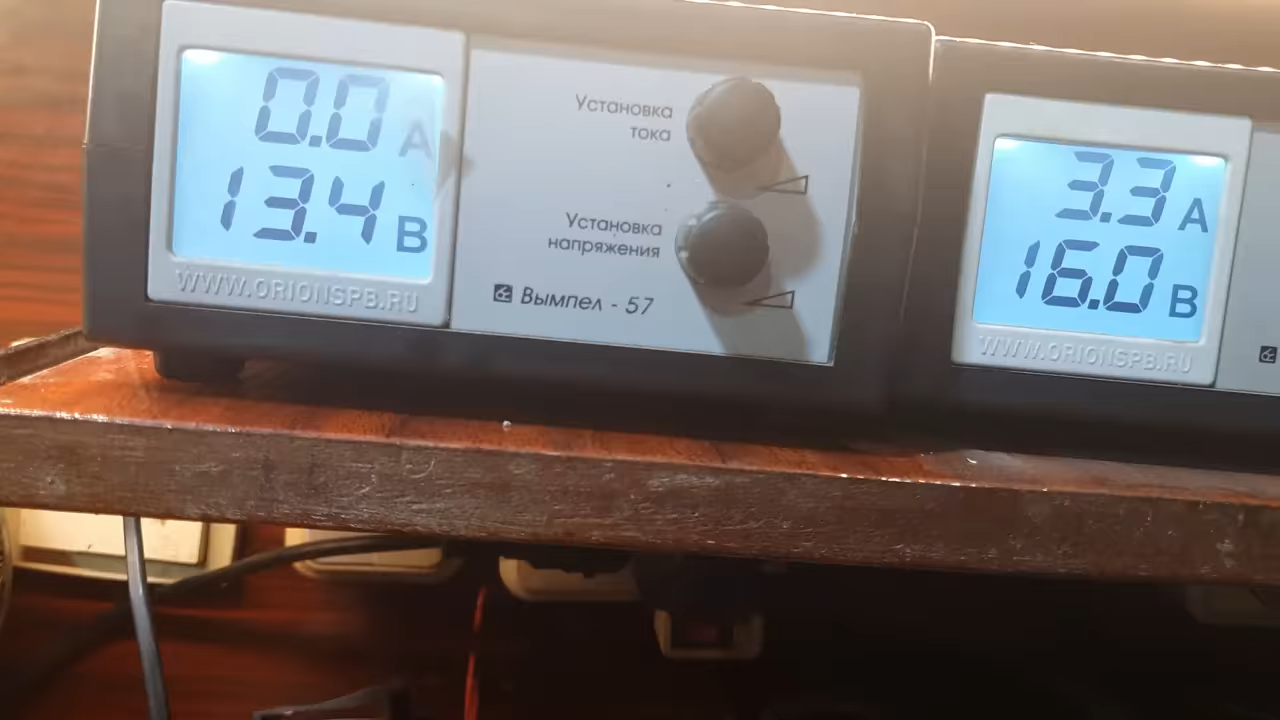 0.0 А
13.4 В
WWW.ORIONSPB.RU
Установка
тока
Установка
напряжения
Вымпел - 57
3.3 А
16.0 В
WWW.ORIONSPB.RU